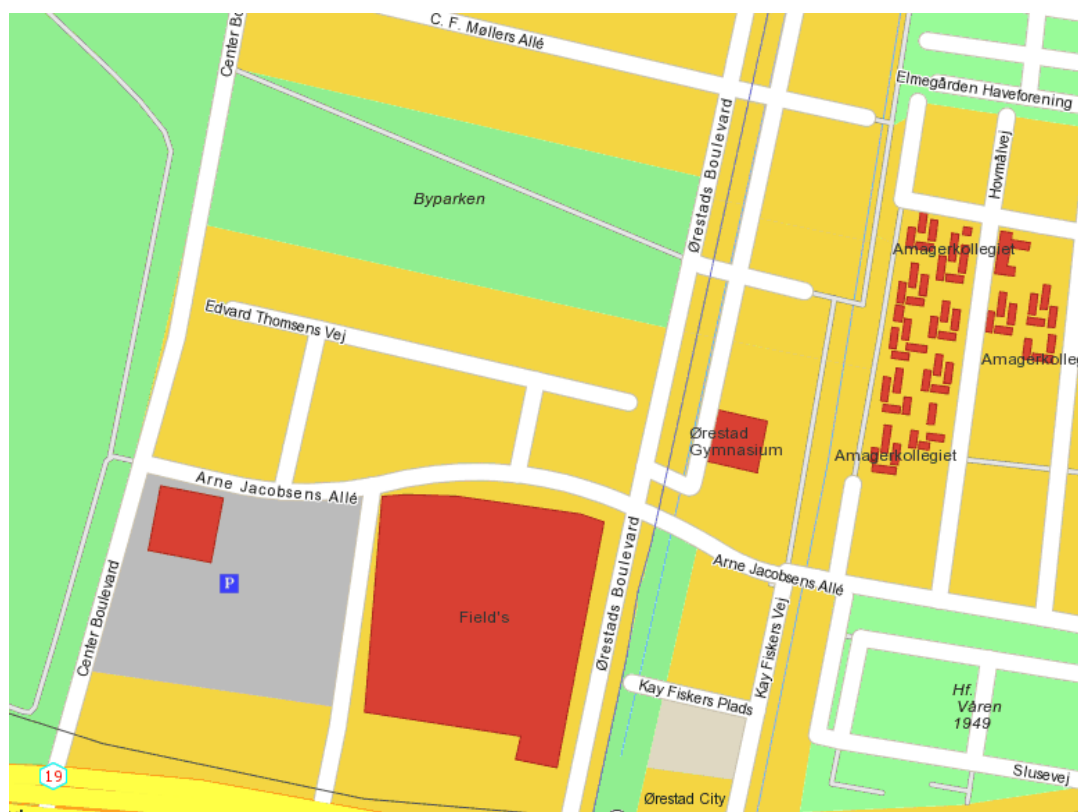 Center Bo
C. F. Møllers Allé
Elmegården Haveforening
Ørestads Boulevard
Hovmålvej
Byparken
Amagerkollegiet
Edvard Thomsens Vej
Amagerkolleg
Ørestad
Gymnasium
Amagerkollegiet
Arne Jacobsens Allé
P
Arne Jacobsens Allé
Field's
Center Boulevard
Ørestads Boulevard
Kay Fiskers Vej
Kay Fiskers Plads
Hf.
Våren
1949
19
Slusevej
Ørestad City